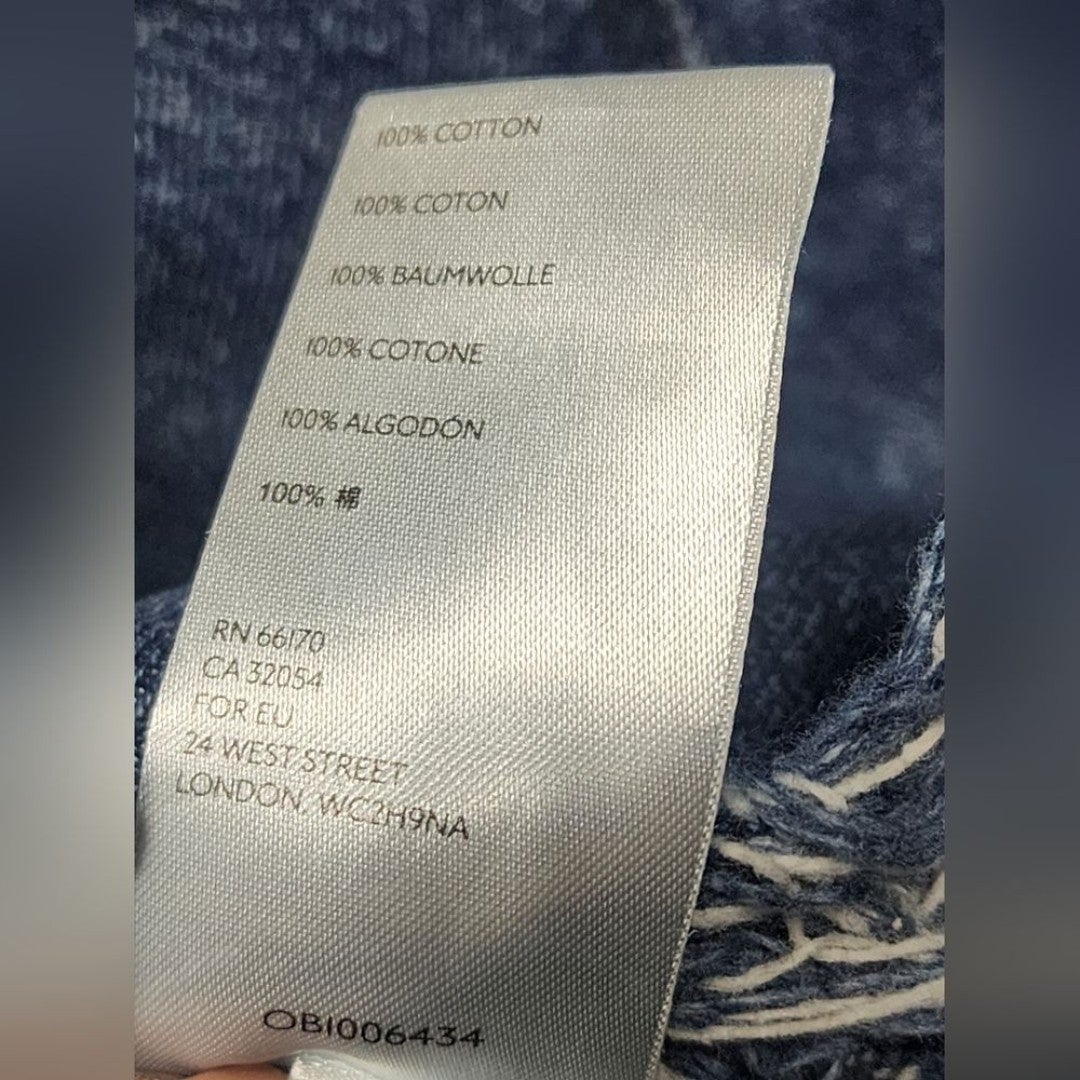 100% COTTON
100% COTON
100% BAUMWOLLE
100% COTONE
100% ALGODÓN
100% 棉
RN 66170
CA 32054
FOR EU
24 WEST STREET
LONDON, WC2H9NA
OB1006434